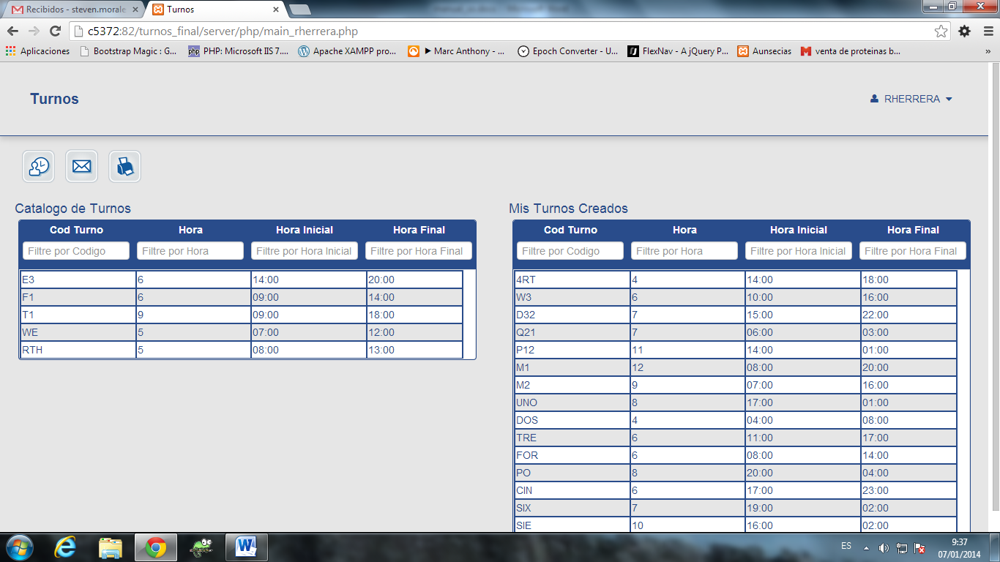 Recibidos - steven.morale
Turnos
c5372:82/turnos_final/server/php/main_rherrera.php
Aplicaciones Bootstrap Magic : G... PHP: Microsoft IIS 7.... Apache XAMPP pro... ▶ Marc Anthony - ... Epoch Converter - U... FlexNav - A jQuery P... Aunsecias venta de proteinas b... »
Turnos
RHERRERA
Catalogo de Turnos
Cod Turno Hora Hora Inicial Hora Final
Filtre por Codigo Filtre por Hora Filtre por Hora Inicial Filtre por Hora Final
E3 6 14:00 20:00
F1 6 09:00 14:00
T1 9 09:00 18:00
WE 5 07:00 12:00
RTH 5 08:00 13:00
Mis Turnos Creados
Cod Turno Hora Hora Inicial Hora Final
Filtre por Codigo Filtre por Hora Filtre por Hora Inicial Filtre por Hora Final
4RT 4 14:00 18:00
W3 6 10:00 16:00
D32 7 15:00 22:00
Q21 7 06:00 03:00
P12 11 14:00 01:00
M1 12 08:00 20:00
M2 9 07:00 16:00
UNO 8 17:00 01:00
DOS 4 04:00 08:00
TRE 6 11:00 17:00
FOR 6 08:00 14:00
PO 8 20:00 04:00
CIN 6 17:00 23:00
SIX 7 19:00 02:00
SIE 10 16:00 02:00
ES
9:37
07/01/2014